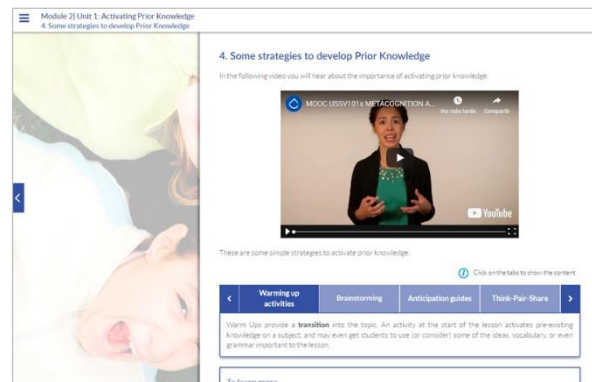 Module 2| Unit 1: Activating Prior Knowledge
4. Some strategies to develop Prior Knowledge
4. Some strategies to develop Prior Knowledge
In the following video you will hear about the importance of activating prior knowledge:
MOOC USSV101x METACOGNITION A...
Ver más tarde
Compartir
YouTube
These are some simple strategies to activate prior knowledge:
Click on the tabs to show the content.
Warming up activities
Brainstorming
Anticipation guides
Think-Pair-Share
Warm Ups provide a transition into the topic. An activity at the start of the lesson activates pre-existing
knowledge on a subject, and may even get students to use (or consider) some of the ideas, vocabulary, or even
grammar important to the lesson.
To learn more